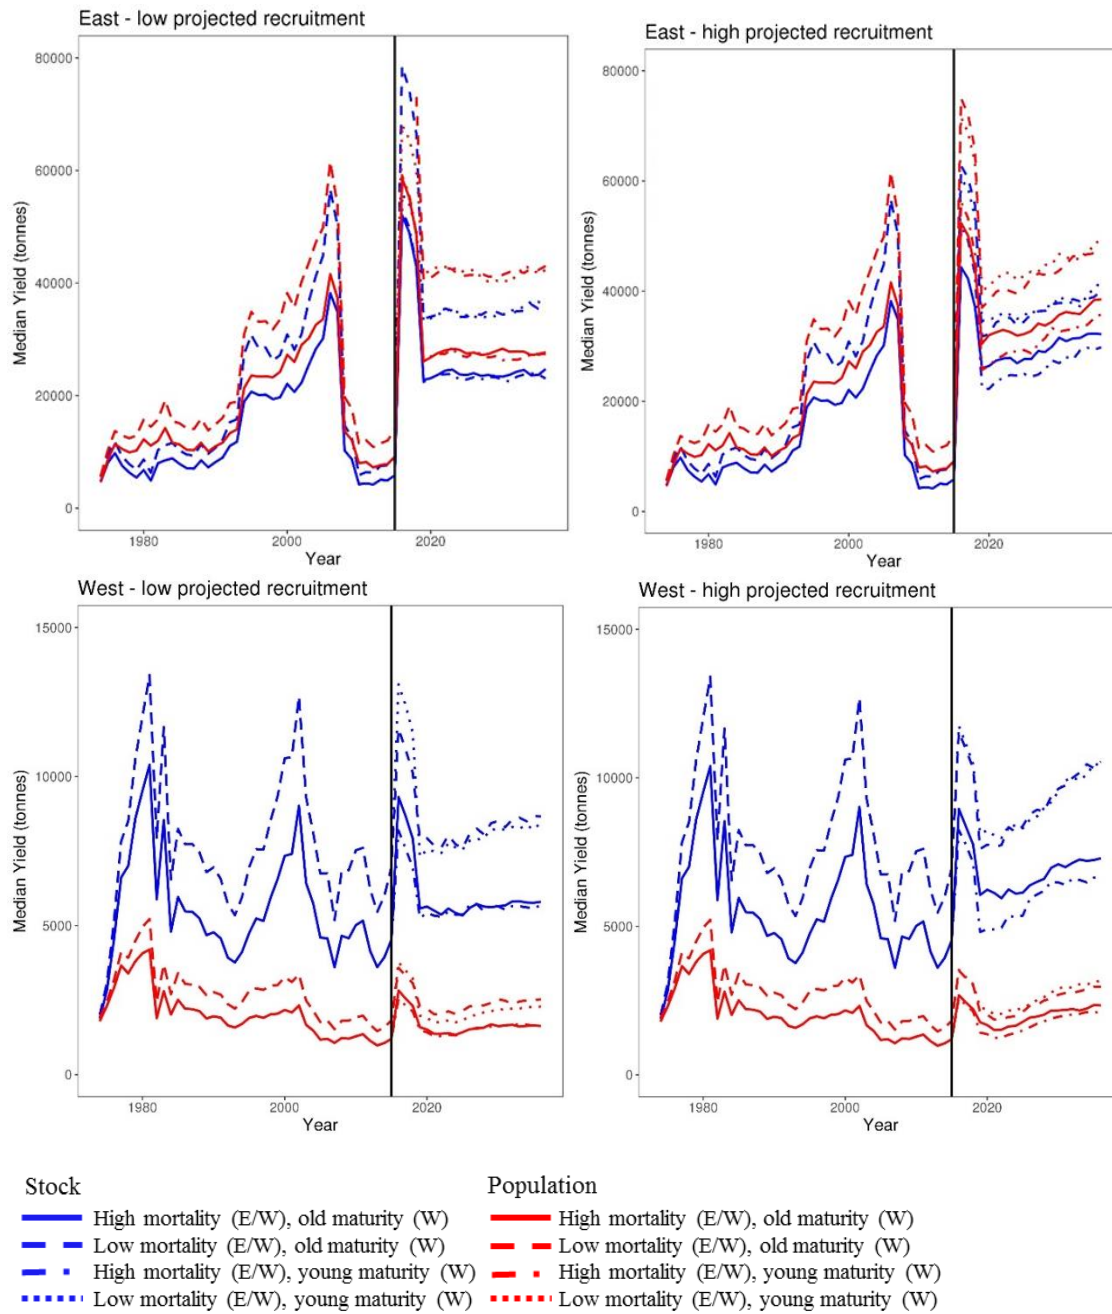 East - low projected recruitment
80000
60000
40000
20000
0
Median Yield (tonnes)
1980
2000
2020
Year
East - high projected recruitment
80000
60000
40000
20000
0
Median Yield (tonnes)
1980
2000
2020
Year
West - low projected recruitment
15000
10000
5000
0
Median Yield (tonnes)
1980
2000
2020
Year
West - high projected recruitment
15000
10000
5000
0
Median Yield (tonnes)
1980
2000
2020
Year
Stock
High mortality (E/W), old maturity (W)
Low mortality (E/W), old maturity (W)
High mortality (E/W), young maturity (W)
Low mortality (E/W), young maturity (W)
Population
High mortality (E/W), old maturity (W)
Low mortality (E/W), old maturity (W)
High mortality (E/W), young maturity (W)
Low mortality (E/W), young maturity (W)